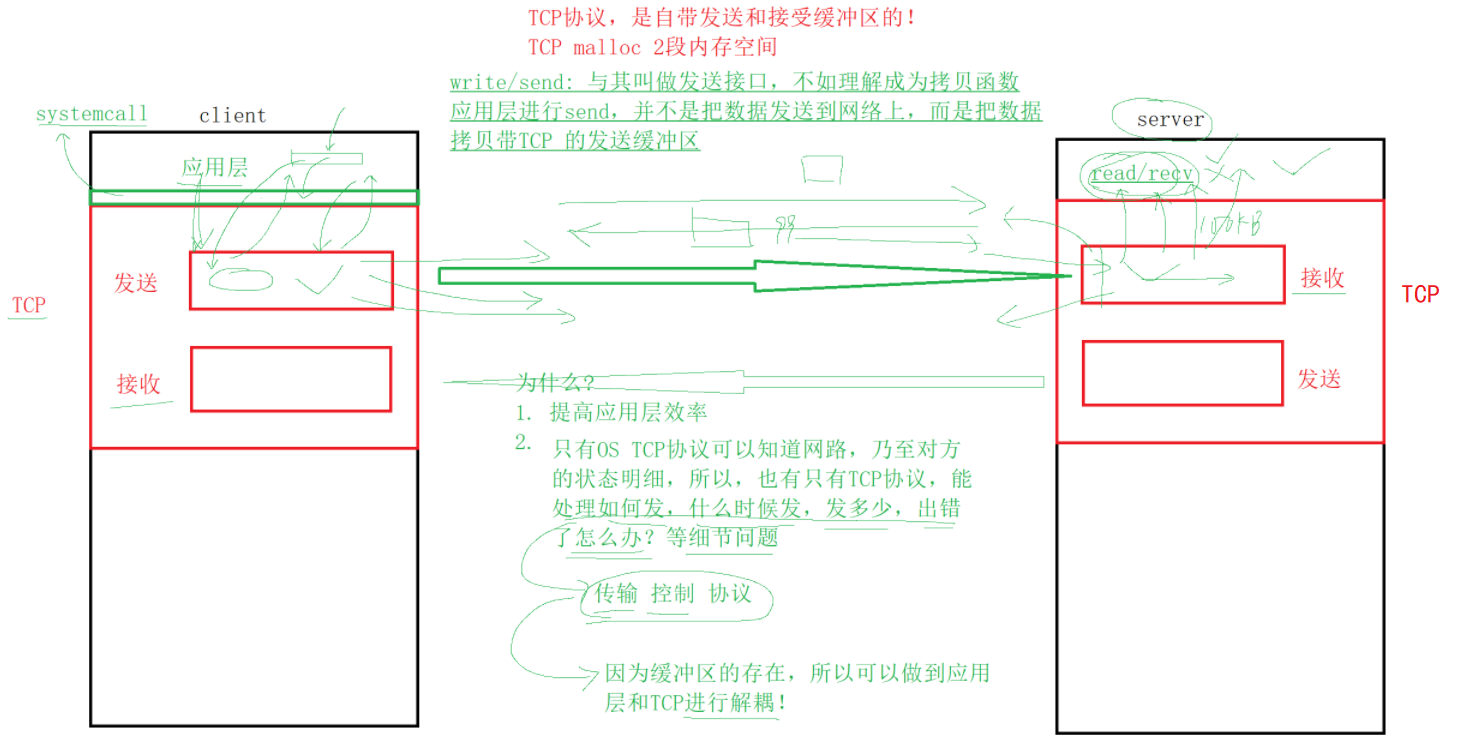 TCP协议，是自带发送和接受缓冲区的！
TCP malloc 2段内存空间
write/send: 与其叫做发送接口，不如理解成为拷贝函数
应用层进行send，并不是把数据发送到网络上，而是把数据
拷贝带TCP 的发送缓冲区
systemcall
client
server
应用层
read/recv
100KB
发送
接收
TCP
TCP
接收
发送
为什么?
1. 提高应用层效率
2. 只有OS TCP协议可以知道网路，乃至对方
的状态明细，所以，也有只有TCP协议，能
处理如何发，什么时候发，发多少，出错
了怎么办？等细节问题
传输 控制 协议
因为缓冲区的存在，所以可以做到应用
层和TCP进行解耦！